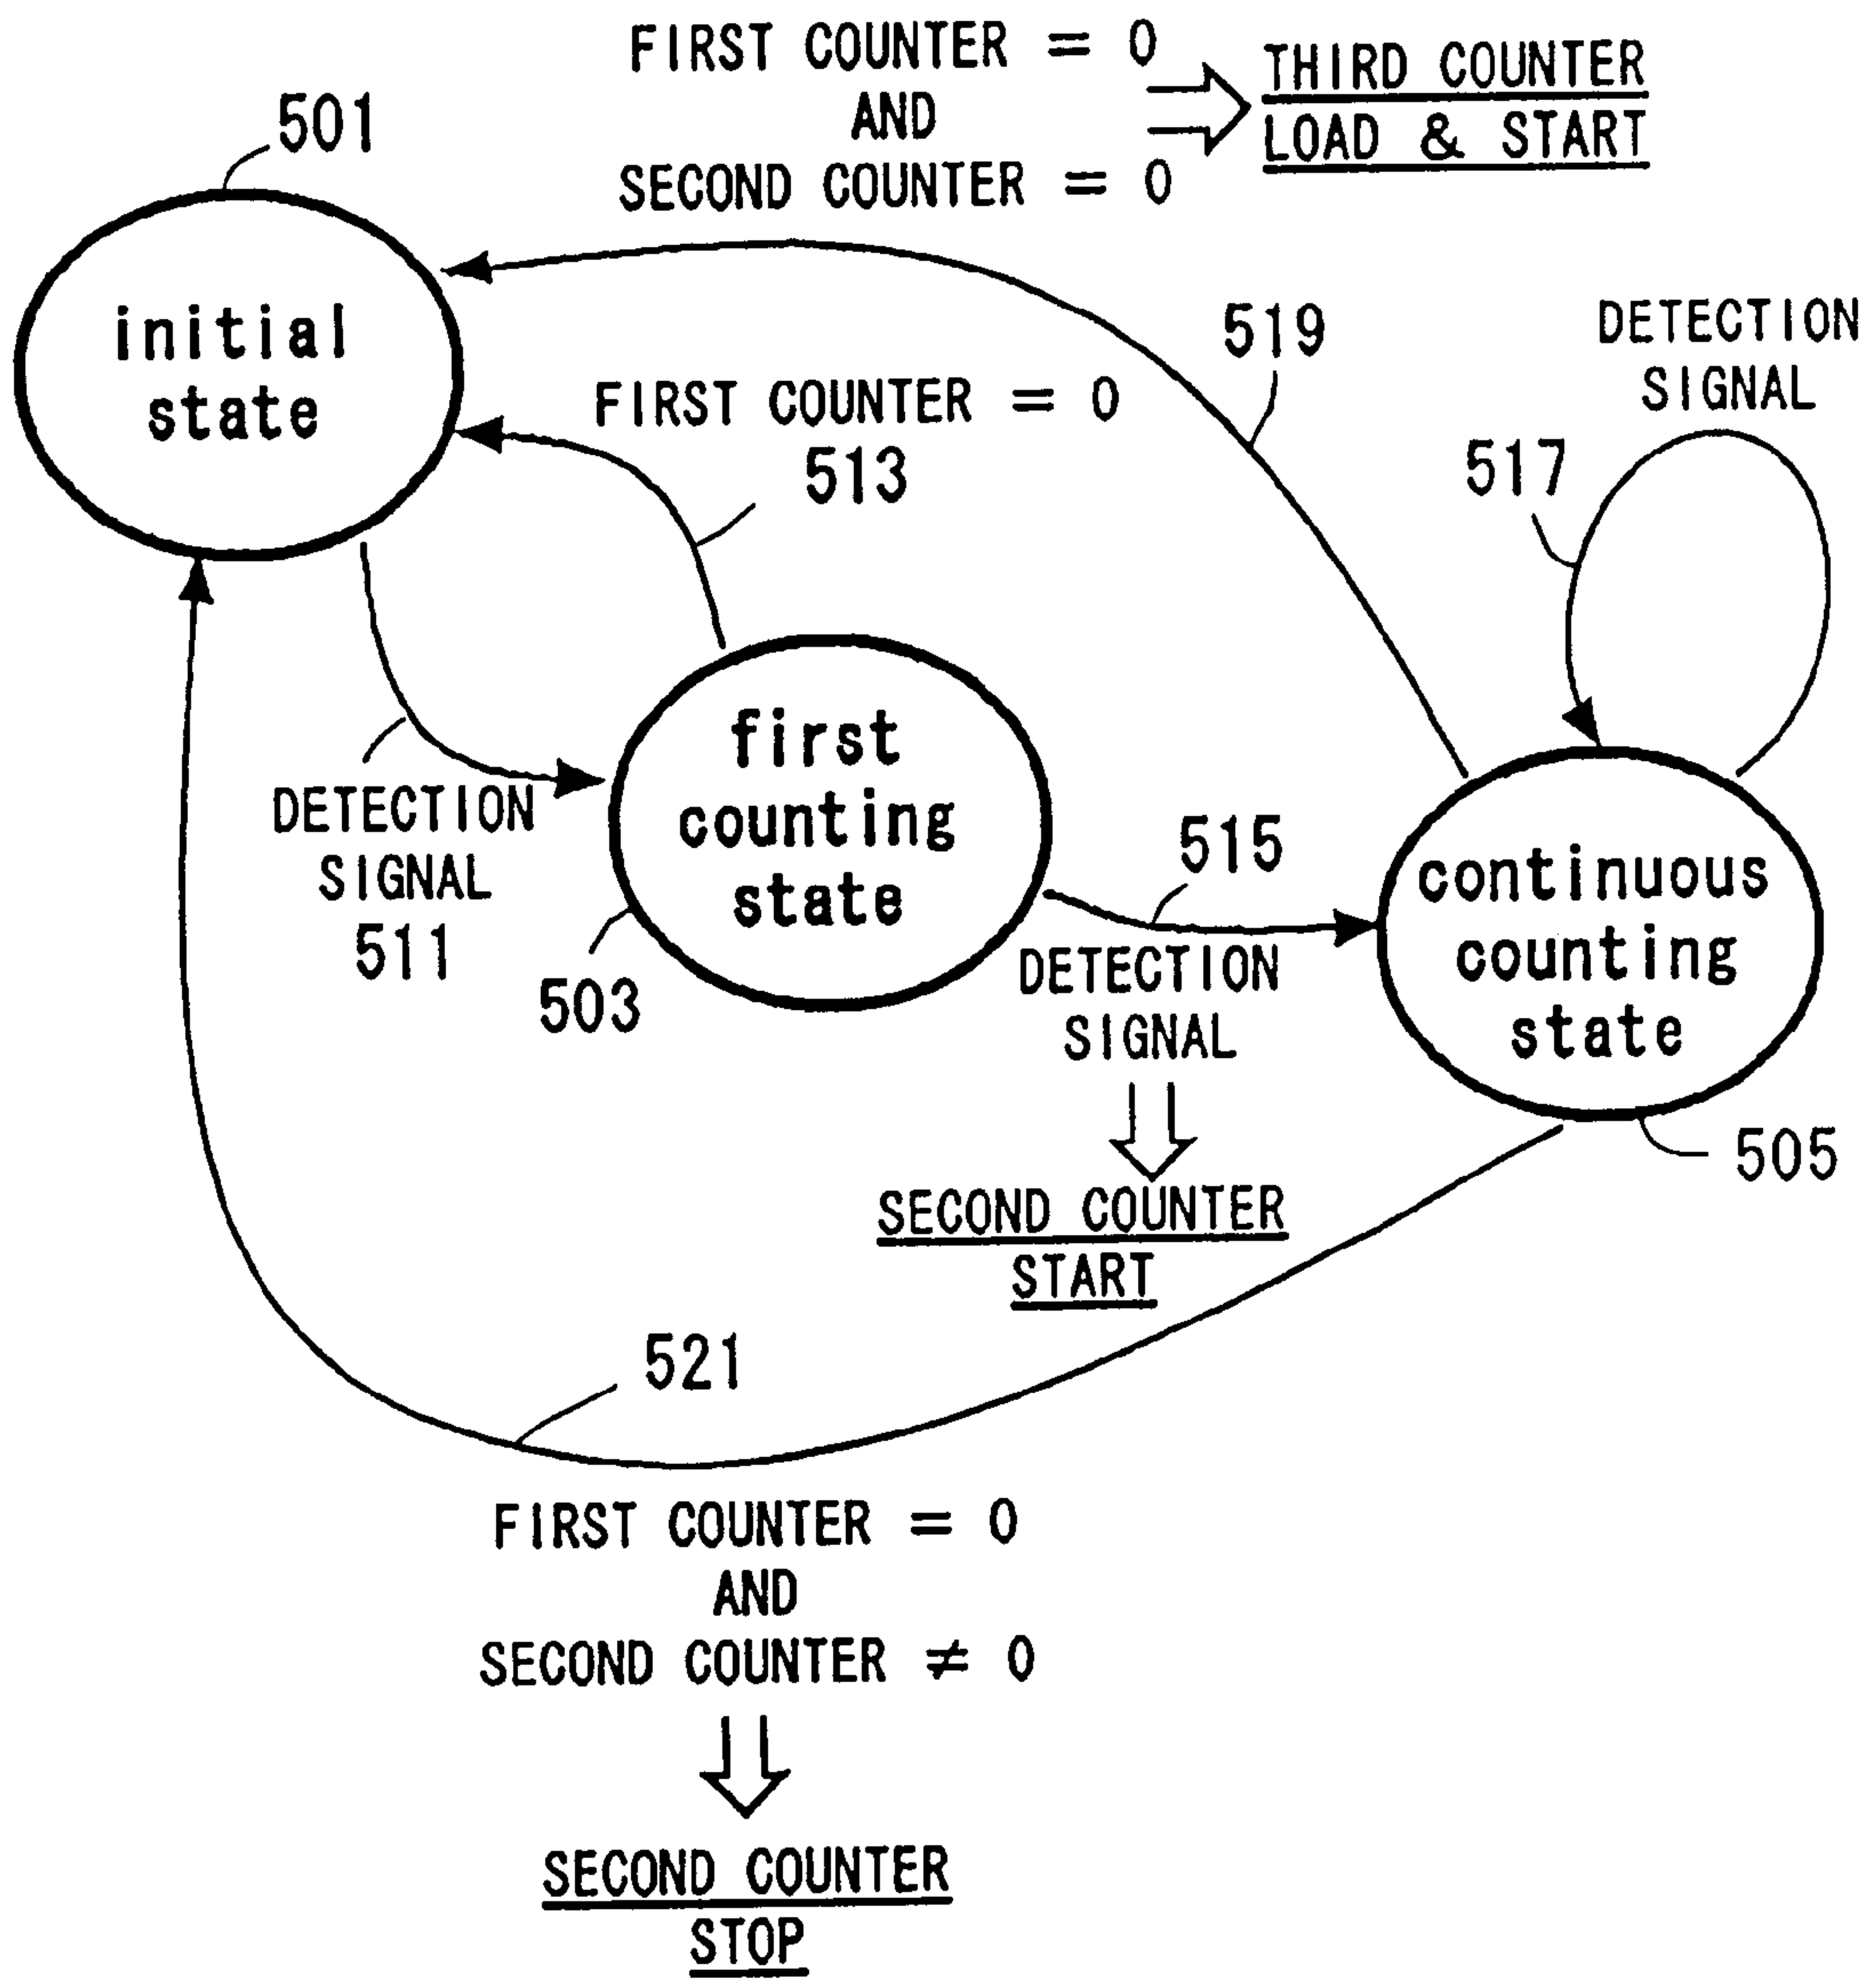 FIRST COUNTER = 0
AND
SECOND COUNTER = 0
THIRD COUNTER
LOAD & START
501
initial
state
519
DETECTION
SIGNAL
517
FIRST COUNTER = 0
513
first
counting
state
DETECTION
SIGNAL
511
503
515
DETECTION
SIGNAL
continuous
counting
state
505
SECOND COUNTER
START
521
FIRST COUNTER = 0
AND
SECOND COUNTER ≠ 0
SECOND COUNTER
STOP